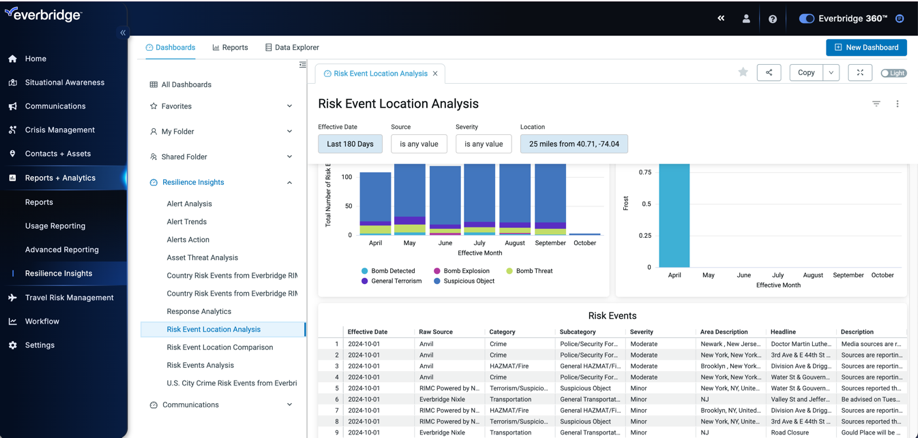 everbridge
Everbridge 360™
Home
Situational Awareness
Communications
Crisis Management
Contacts + Assets
Reports + Analytics
Reports
Usage Reporting
Advanced Reporting
Resilience Insights
Travel Risk Management
Workflow
Settings
Dashboards
Reports
Data Explorer
New Dashboard
All Dashboards
Favorites
My Folder
Shared Folder
Resilience Insights
Alert Analysis
Alert Trends
Alerts Action
Asset Threat Analysis
Country Risk Events from Everbridge RIM
Country Risk Events from Everbridge RIM
Response Analytics
Risk Event Location Analysis
Risk Event Location Comparison
Risk Events Analysis
U.S. City Crime Risk Events from Everbri
Communications
Risk Event Location Analysis
Copy
Light
Risk Event Location Analysis
Effective Date Source Severity Location
Last 180 Days is any value is any value 25 miles from 40.71, -74.04
Total Number of Risk E
100
50
0
April May June July August September October
Effective Month
Bomb Detected Bomb Explosion Bomb Threat
General Terrorism Suspicious Object
Frost
0.75
0.5
0.25
0
April May June July August September October
Effective Month
Risk Events
Effective Date Raw Source Category Subcategory Severity Area Description Headline Description
1 2024-10-01 Anvil Crime Police/Security For... Moderate Newark , New Jerse... Doctor Martin Luthe... Media sources are r...
2 2024-10-01 Anvil Crime Police/Security For... Moderate New York, New York... 3rd Ave & E 44th St ... Sources are reportin...
3 2024-10-01 Anvil HAZMAT/Fire General HAZMAT/Fi... Moderate Brooklyn , New York... Division Ave & Drigg... Sources are reportin...
4 2024-10-01 Anvil Crime Police/Security For... Moderate New York, New York... Water St & Gouvern... Sources are reportin...
5 2024-10-01 RIMC Powered by N... Terrorism/Suspicio... Suspicious Object Minor New York, NY, Unite... Water St & Gouvern... Sources reported th...
6 2024-10-01 Everbridge Nixle Transportation General Transportat... Minor NJ Valley St and Jeffer... Be advised on Tues...
7 2024-10-01 RIMC Powered by N... HAZMAT/Fire General HAZMAT/Fi... Minor Brooklyn, NY, United... Division Ave & Drigg... Sources reported a ...
8 2024-10-01 RIMC Powered by N... Crime Police/Security For... Minor New York, NY, Unite... 3rd Ave & E 44th St ... Sources reported a ...
9 2024-10-01 Everbridge Nixle Transportation General Transportat... Minor NJ Road Closure Gould Place will be ...